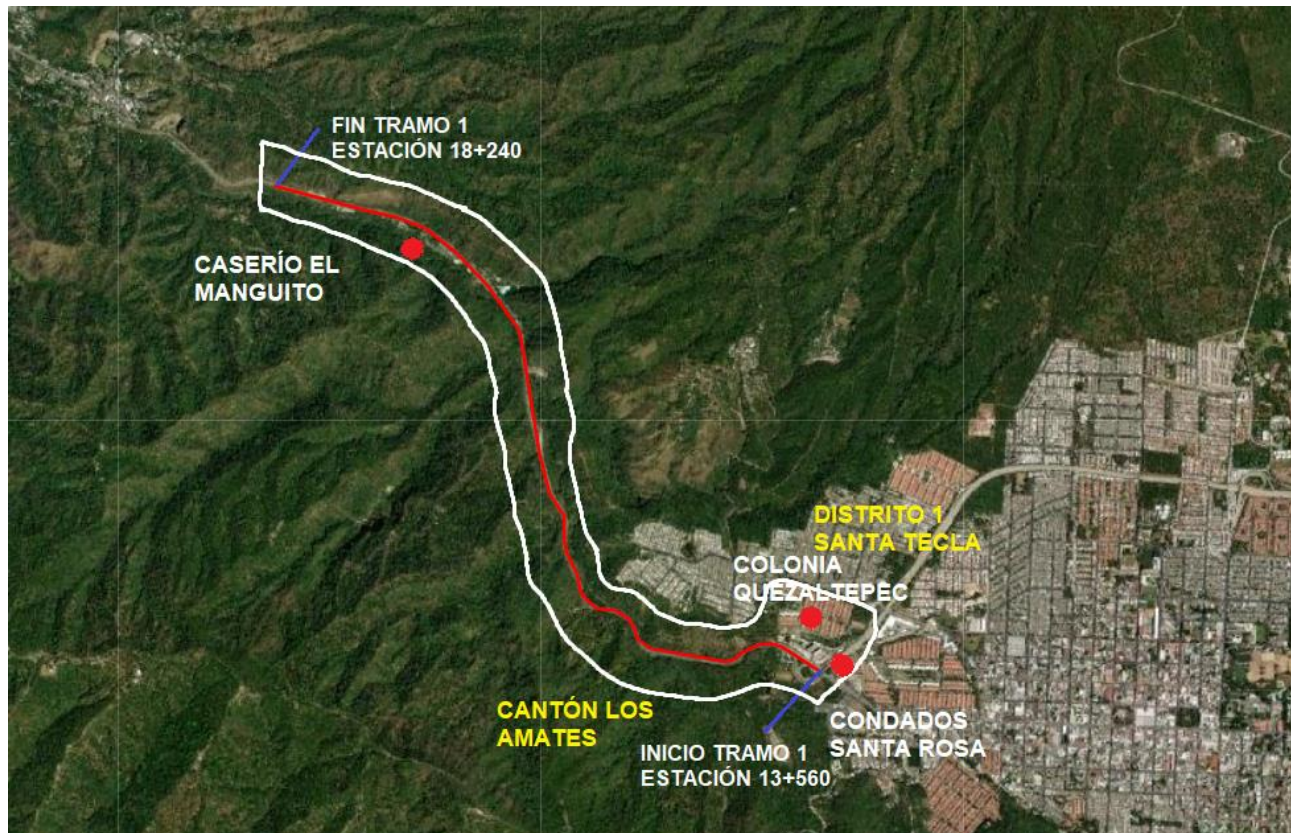 FIN TRAMO 1
ESTACIÓN 18+240
CASERÍO EL
MANGUITO
DISTRITO 1
SANTA TECLA
COLONIA
QUEZALTEPEC
CANTÓN LOS
AMATES
CONDADOS
SANTA ROSA
INICIO TRAMO 1
ESTACIÓN 13+560